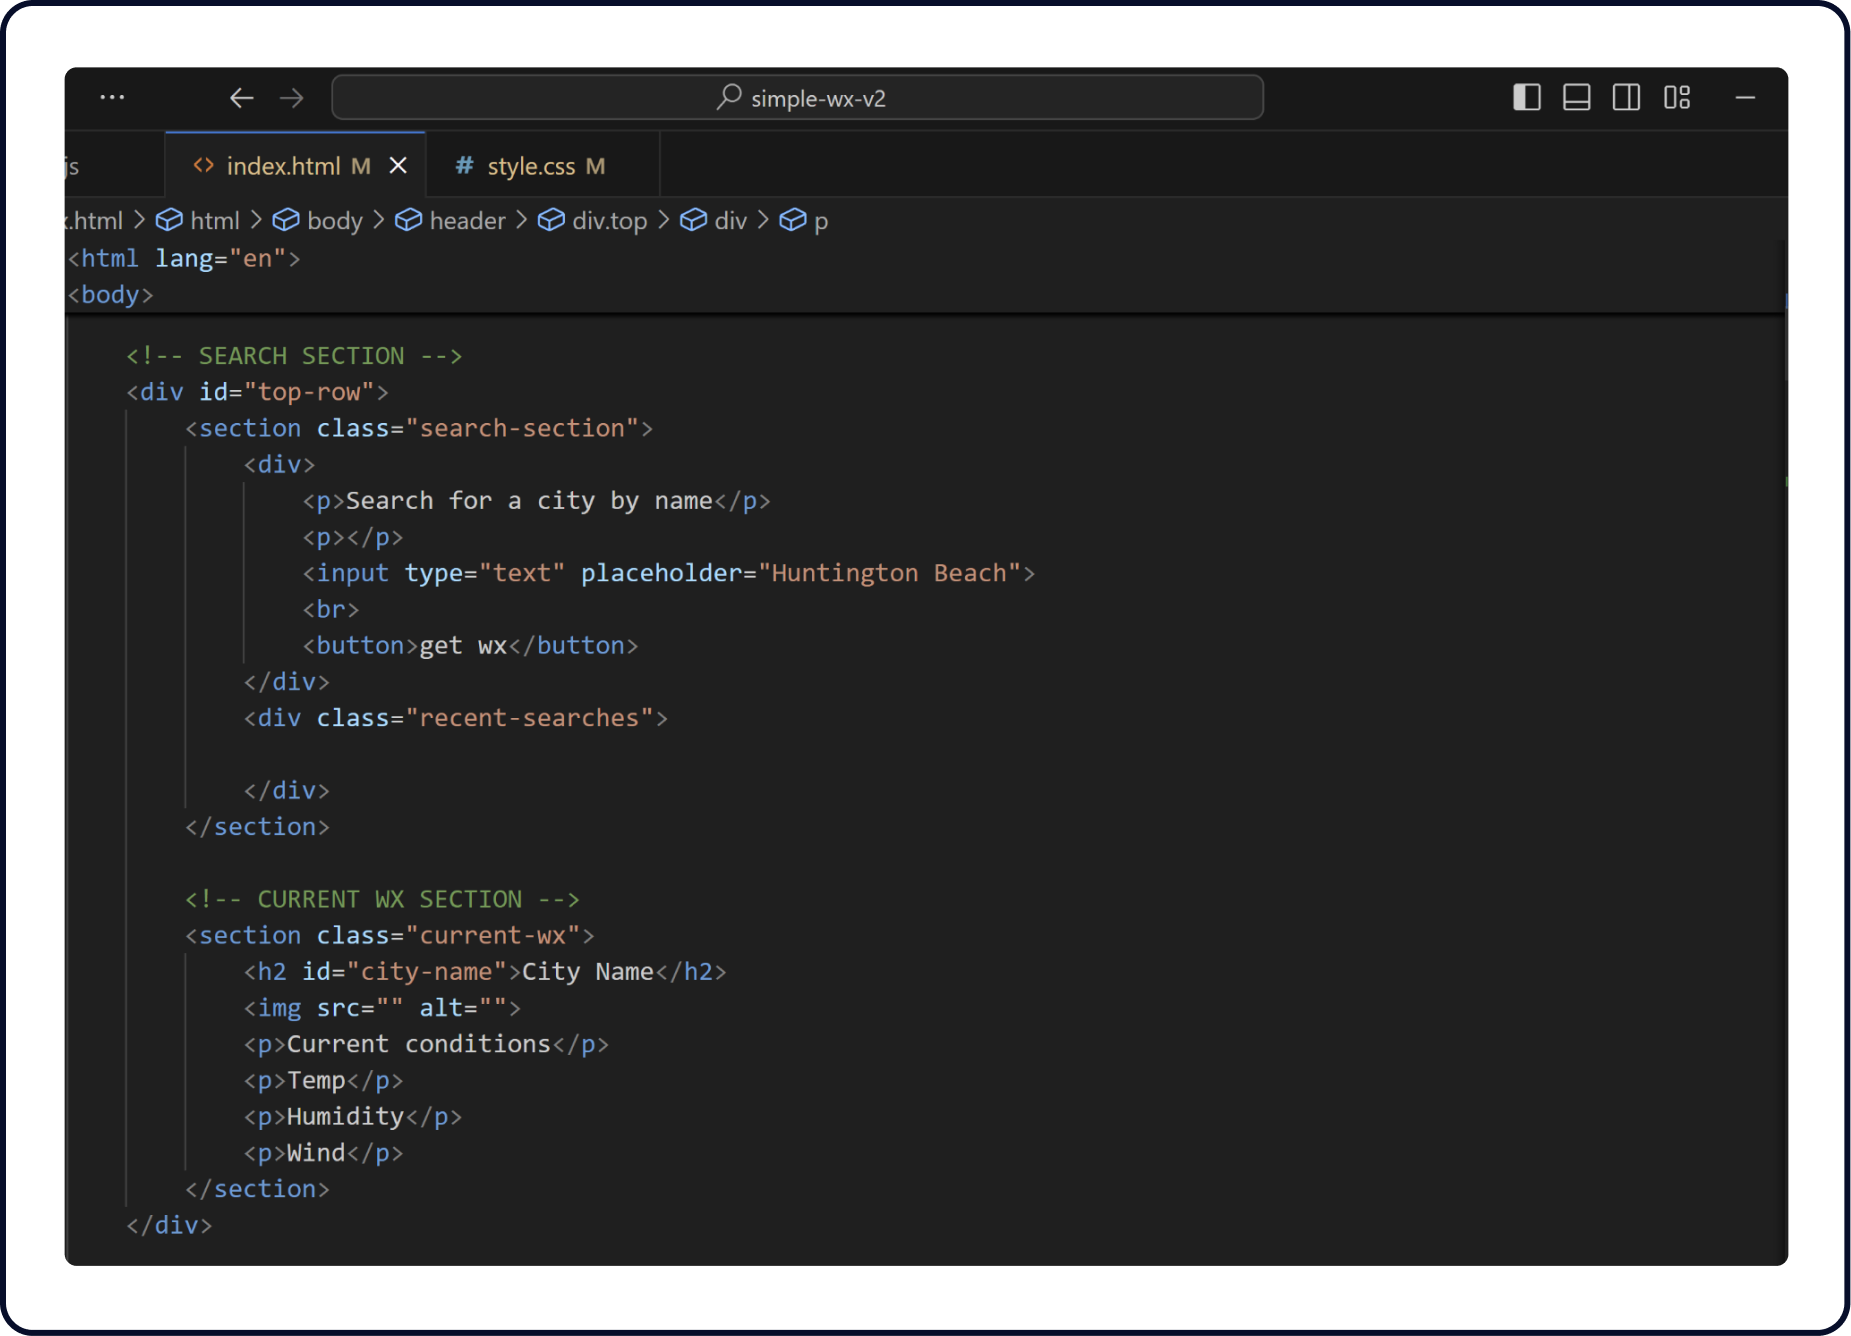 simple-wx-v2
js
index.html M
# style.css M
.html > html > body > header > div.top > div > p
<html lang="en">
<body>
<!-- SEARCH SECTION -->
<div id="top-row">
<section class="search-section">
<div>
<p>Search for a city by name</p>
<p></p>
<input type="text" placeholder="Huntington Beach">
<br>
<button>get wx</button>
</div>
<div class="recent-searches">
</div>
</section>
<!-- CURRENT WX SECTION -->
<section class="current-wx">
<h2 id="city-name">City Name</h2>
<img src="" alt="">
<p>Current conditions</p>
<p>Temp</p>
<p>Humidity</p>
<p>Wind</p>
</section>
</div>